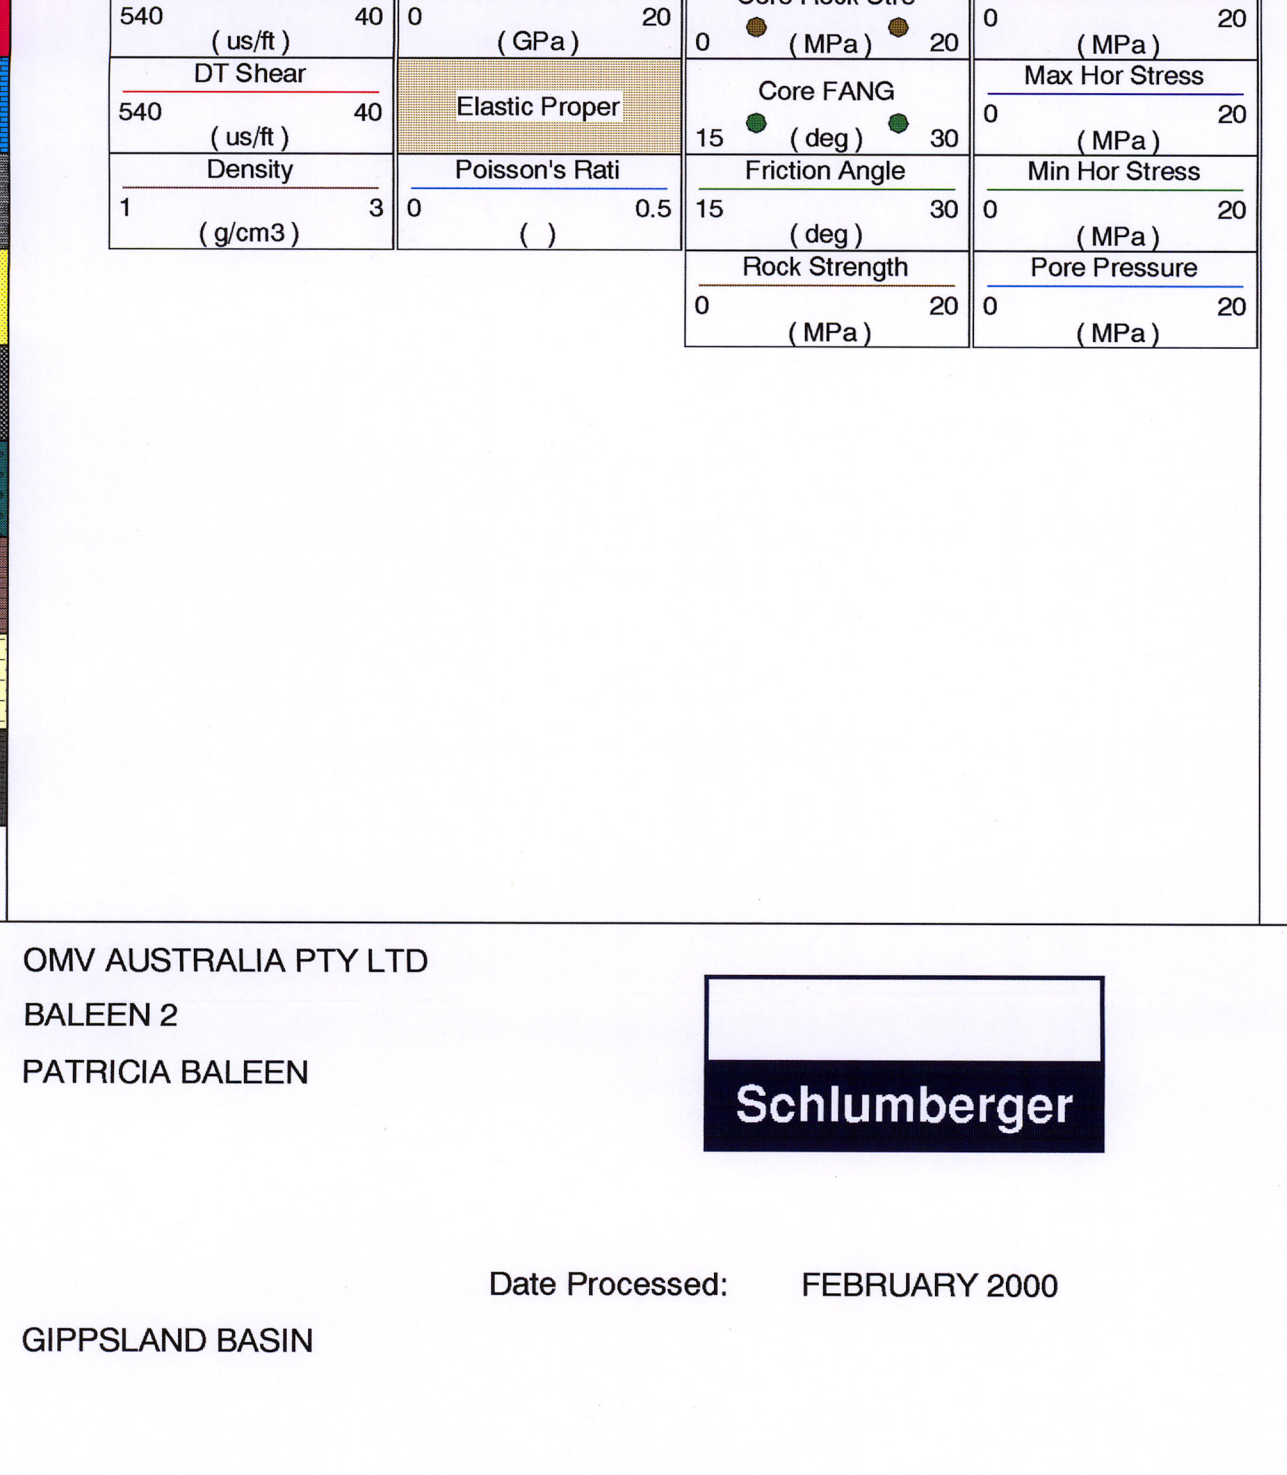 540 40
( us/ft )
DT Shear
540 40
( us/ft )
Density
1 3
( g/cm3 )
0 20
( GPa )
Elastic Proper
Poisson's Rati
0 0.5
( )
Core Rock Stre
0 ( MPa ) 20
Core FANG
15 ( deg ) 30
Friction Angle
15 30
( deg )
Rock Strength
0 20
( MPa )
0 20
( MPa )
Max Hor Stress
0 20
( MPa )
Min Hor Stress
0 20
( MPa )
Pore Pressure
0 20
( MPa )
OMV AUSTRALIA PTY LTD
BALEEN 2
PATRICIA BALEEN
Schlumberger
Date Processed: FEBRUARY 2000
GIPPSLAND BASIN